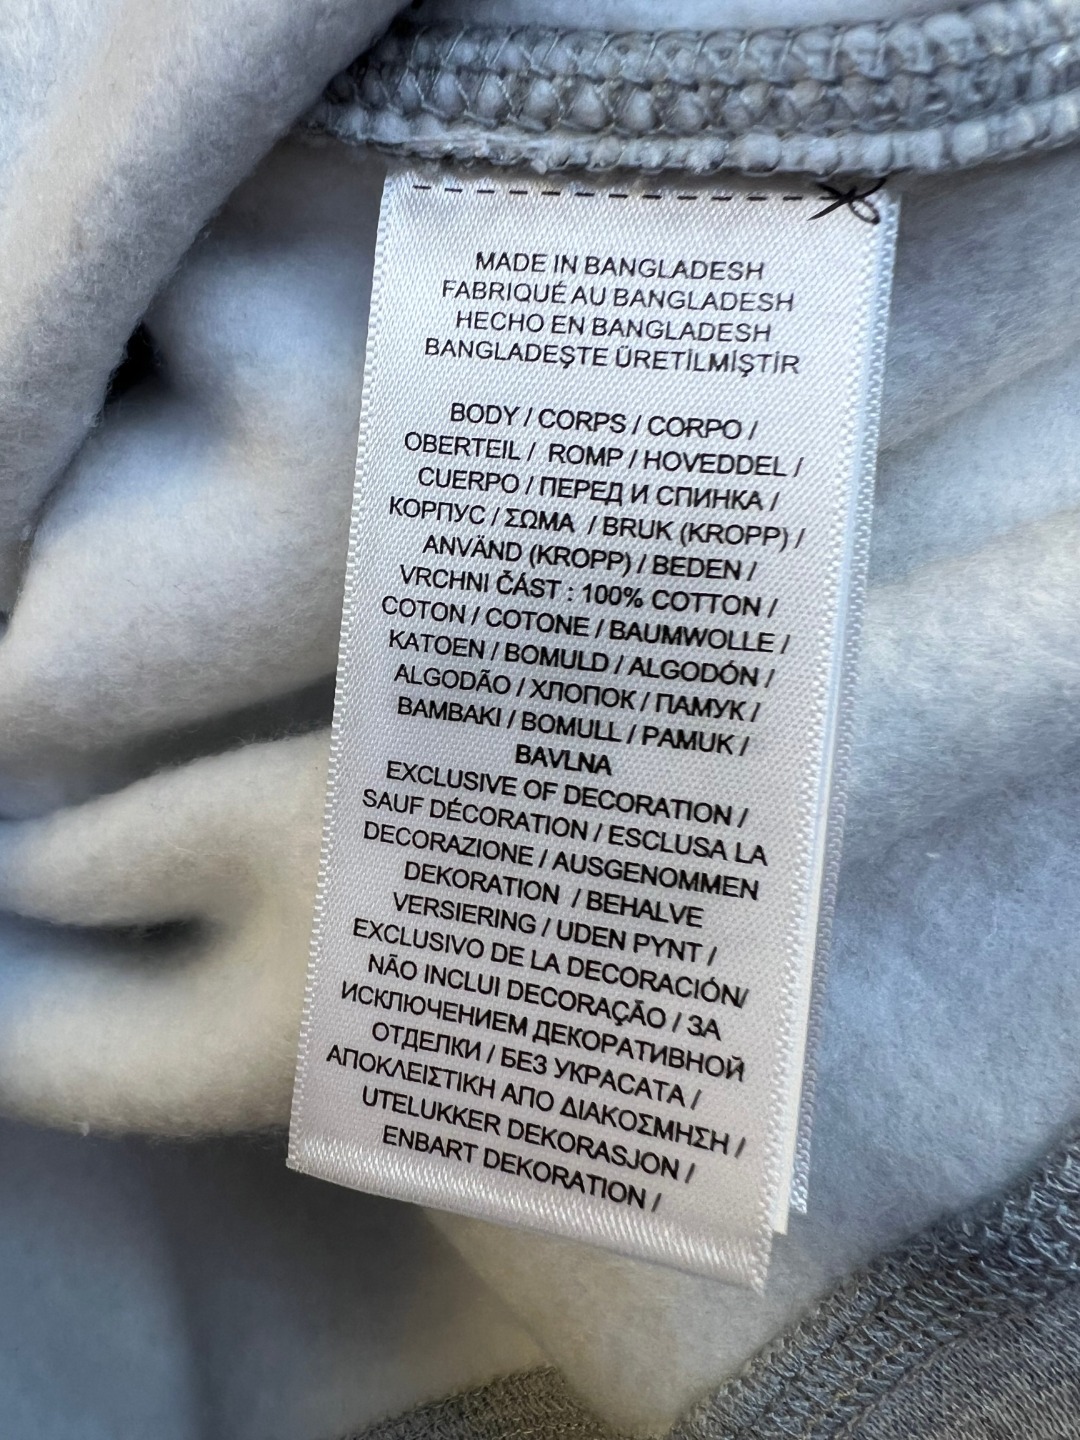 MADE IN BANGLADESH
FABRIQUÉ AU BANGLADESH
HECHO EN BANGLADESH
BANGLADEŞTE ÜRETİLMİŞTİR
BODY / CORPS / CORPO /
OBERTEIL / ROMP / HOVEDDEL /
CUERPO / ПЕРЕД И СПИНКА /
КОРПУС / ΣΩΜΑ / BRUK (KROPP) /
ANVÄND (KROPP) / BEDEN /
VRCHNI ČÁST : 100% COTTON /
COTON / COTONE / BAUMWOLLE /
KATOEN / BOMULD / ALGODÓN /
ALGODÃO / ХЛОПОК / ПАМУК /
BAMBAKI / BOMULL / PAMUK /
BAVLNA
EXCLUSIVE OF DECORATION /
SAUF DÉCORATION / ESCLUSA LA
DECORAZIONE / AUSGENOMMEN
DEKORATION / BEHALVE
VERSIERING / UDEN PYNT /
EXCLUSIVO DE LA DECORACIÓN/
NÃO INCLUI DECORAÇÃO / ЗА
ИСКЛЮЧЕНИЕМ ДЕКОРАТИВНОЙ
ОТДЕЛКИ / БЕЗ УКРАСАТА /
ΑΠΟΚΛΕΙΣΤΙΚΗ ΑΠΟ ΔΙΑΚΟΣΜΗΣΗ /
UTELUKKER DEKORASJON /
ENBART DEKORATION /